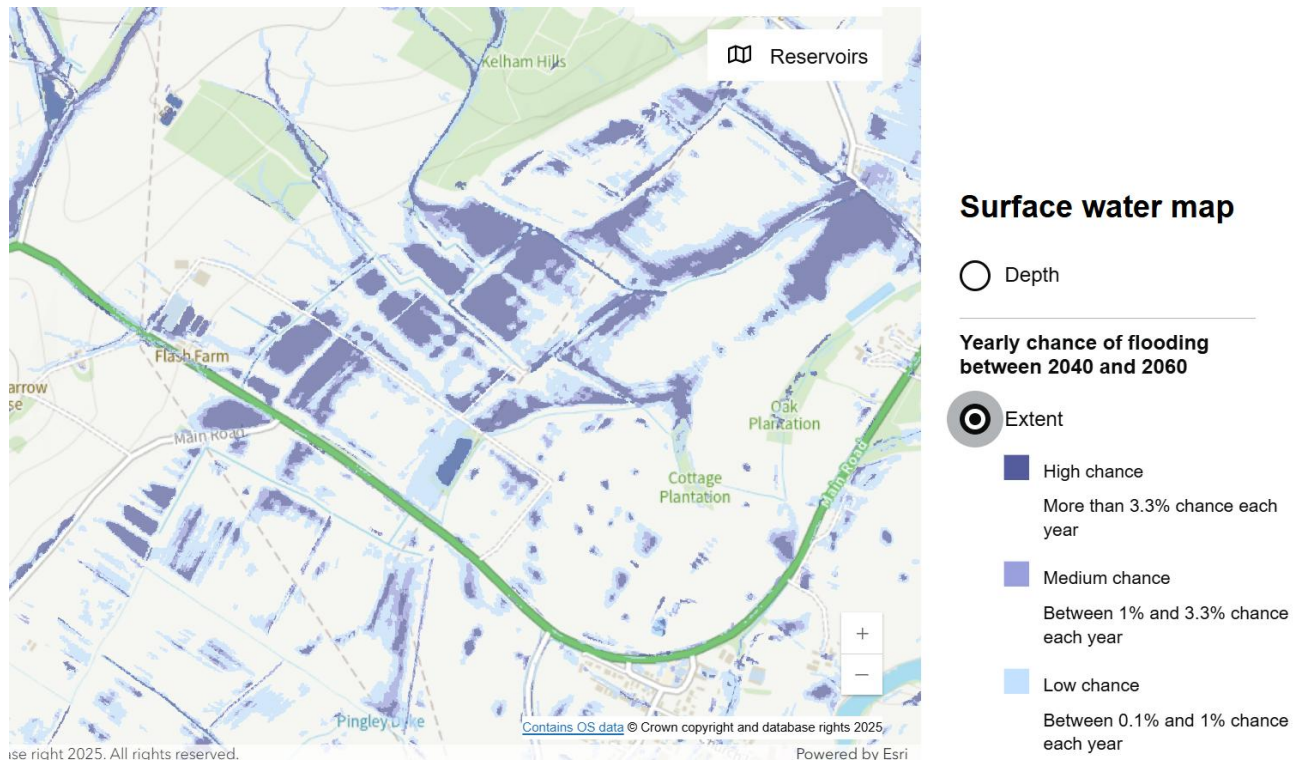 Kelham Hills
Reservoirs
Flash Farm
arrow
se
Main Road
Oak
Plantation
Main Road
Cottage
Plantation
+
−
Pingley Dyke
Contains OS data © Crown copyright and database rights 2025
ase right 2025. All rights reserved.
Powered by Esri
Surface water map
Depth
Yearly chance of flooding
between 2040 and 2060
Extent
High chance
More than 3.3% chance each
year
Medium chance
Between 1% and 3.3% chance
each year
Low chance
Between 0.1% and 1% chance
each year